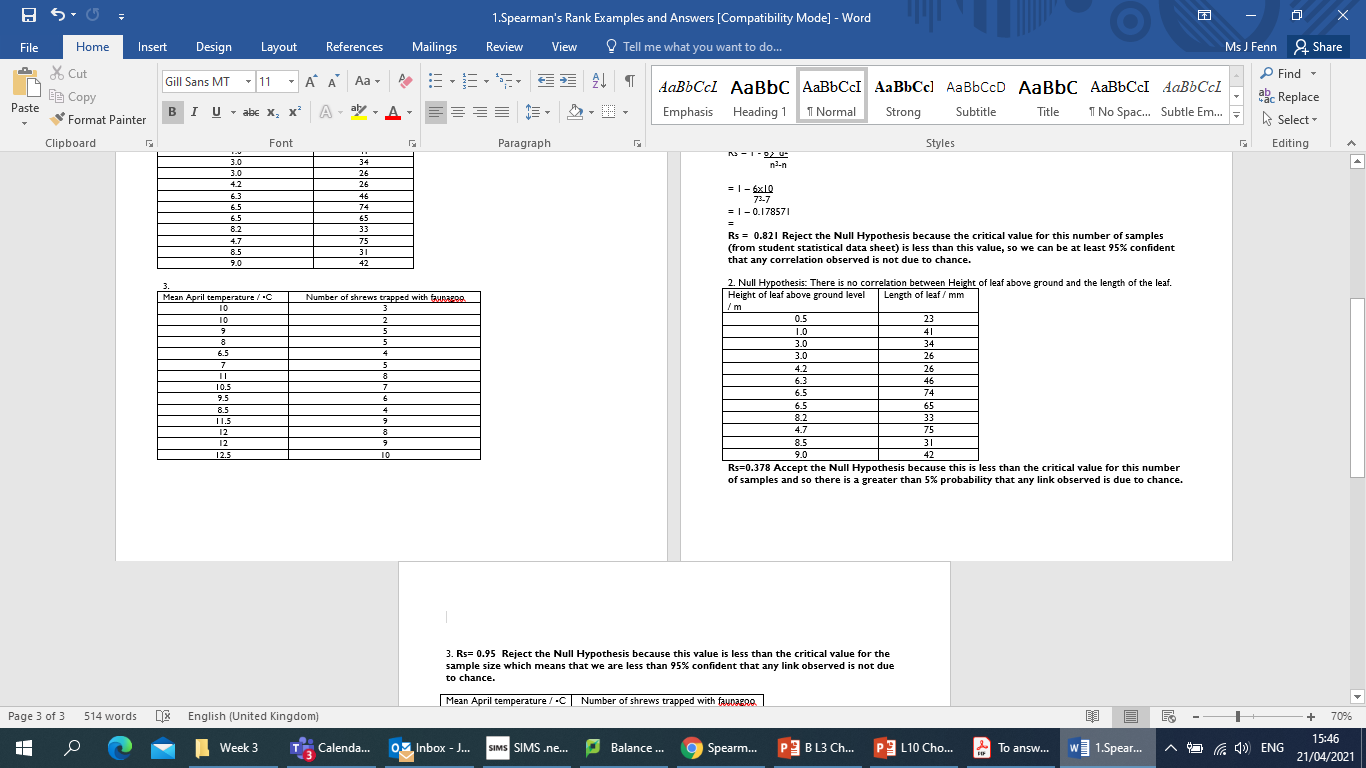 1.Spearman's Rank Examples and Answers [Compatibility Mode] - Word
File Home Insert Design Layout References Mailings Review View Tell me what you want to do... Ms J Fenn Share
Paste Cut Copy Format Painter
Gill Sans MT 11 Aa
B I U abc x₂ x² A ab A
AaBbCcI AaBbC AaBbCcI AaBbCcI AaBbCcD AaBbC AaBbCcI AaBbCcI
Emphasis Heading 1 ¶ Normal Strong Subtitle Title ¶ No Spac... Subtle Em...
Find Replace Select
Clipboard Font Paragraph Styles Editing
3.0 34
3.0 26
4.2 26
6.3 46
6.5 74
6.5 65
8.2 33
4.7 75
8.5 31
9.0 42
3.
Mean April temperature / •C Number of shrews trapped with faunagoo
10 3
10 2
9 5
8 5
6.5 4
7 5
11 8
10.5 7
9.5 6
8.5 4
11.5 9
12 8
12 9
12.5 10
n³-n
= 1 – 6x10
7³-7
= 1 – 0.178571
=
Rs = 0.821 Reject the Null Hypothesis because the critical value for this number of samples
(from student statistical data sheet) is less than this value, so we can be at least 95% confident
that any correlation observed is not due to chance.
2. Null Hypothesis: There is no correlation between Height of leaf above ground and the length of the leaf.
Height of leaf above ground level / m Length of leaf / mm
0.5 23
1.0 41
3.0 34
3.0 26
4.2 26
6.3 46
6.5 74
6.5 65
8.2 33
4.7 75
8.5 31
9.0 42
Rs=0.378 Accept the Null Hypothesis because this is less than the critical value for this number
of samples and so there is a greater than 5% probability that any link observed is due to chance.
3. Rs= 0.95 Reject the Null Hypothesis because this value is less than the critical value for the
sample size which means that we are less than 95% confident that any link observed is not due
to chance.
Mean April temperature / •C Number of shrews trapped with faunagoo
Page 3 of 3 514 words English (United Kingdom) 70%
Week 3 Calenda... Inbox - J... SIMS .ne... Balance ... Spearm... B L3 Ch... L10 Cho... To answ... 1.Spear... ENG 15:46
21/04/2021